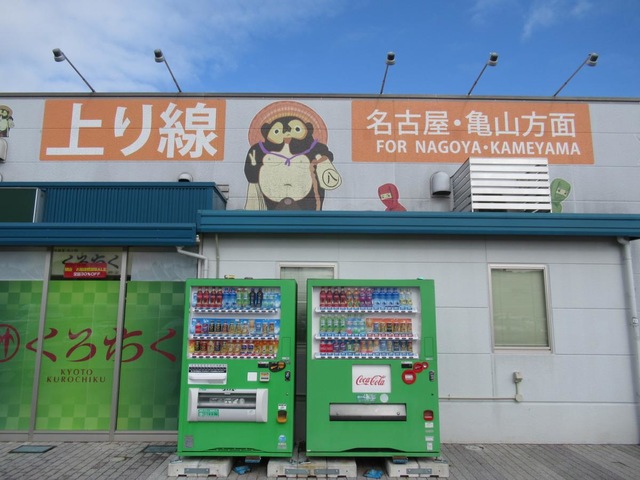 上り線
名古屋・亀山方面
FOR NAGOYA・KAMEYAMA
八
くろちく
くろちく
KYOTO
KUROCHIKU
Coca-Cola